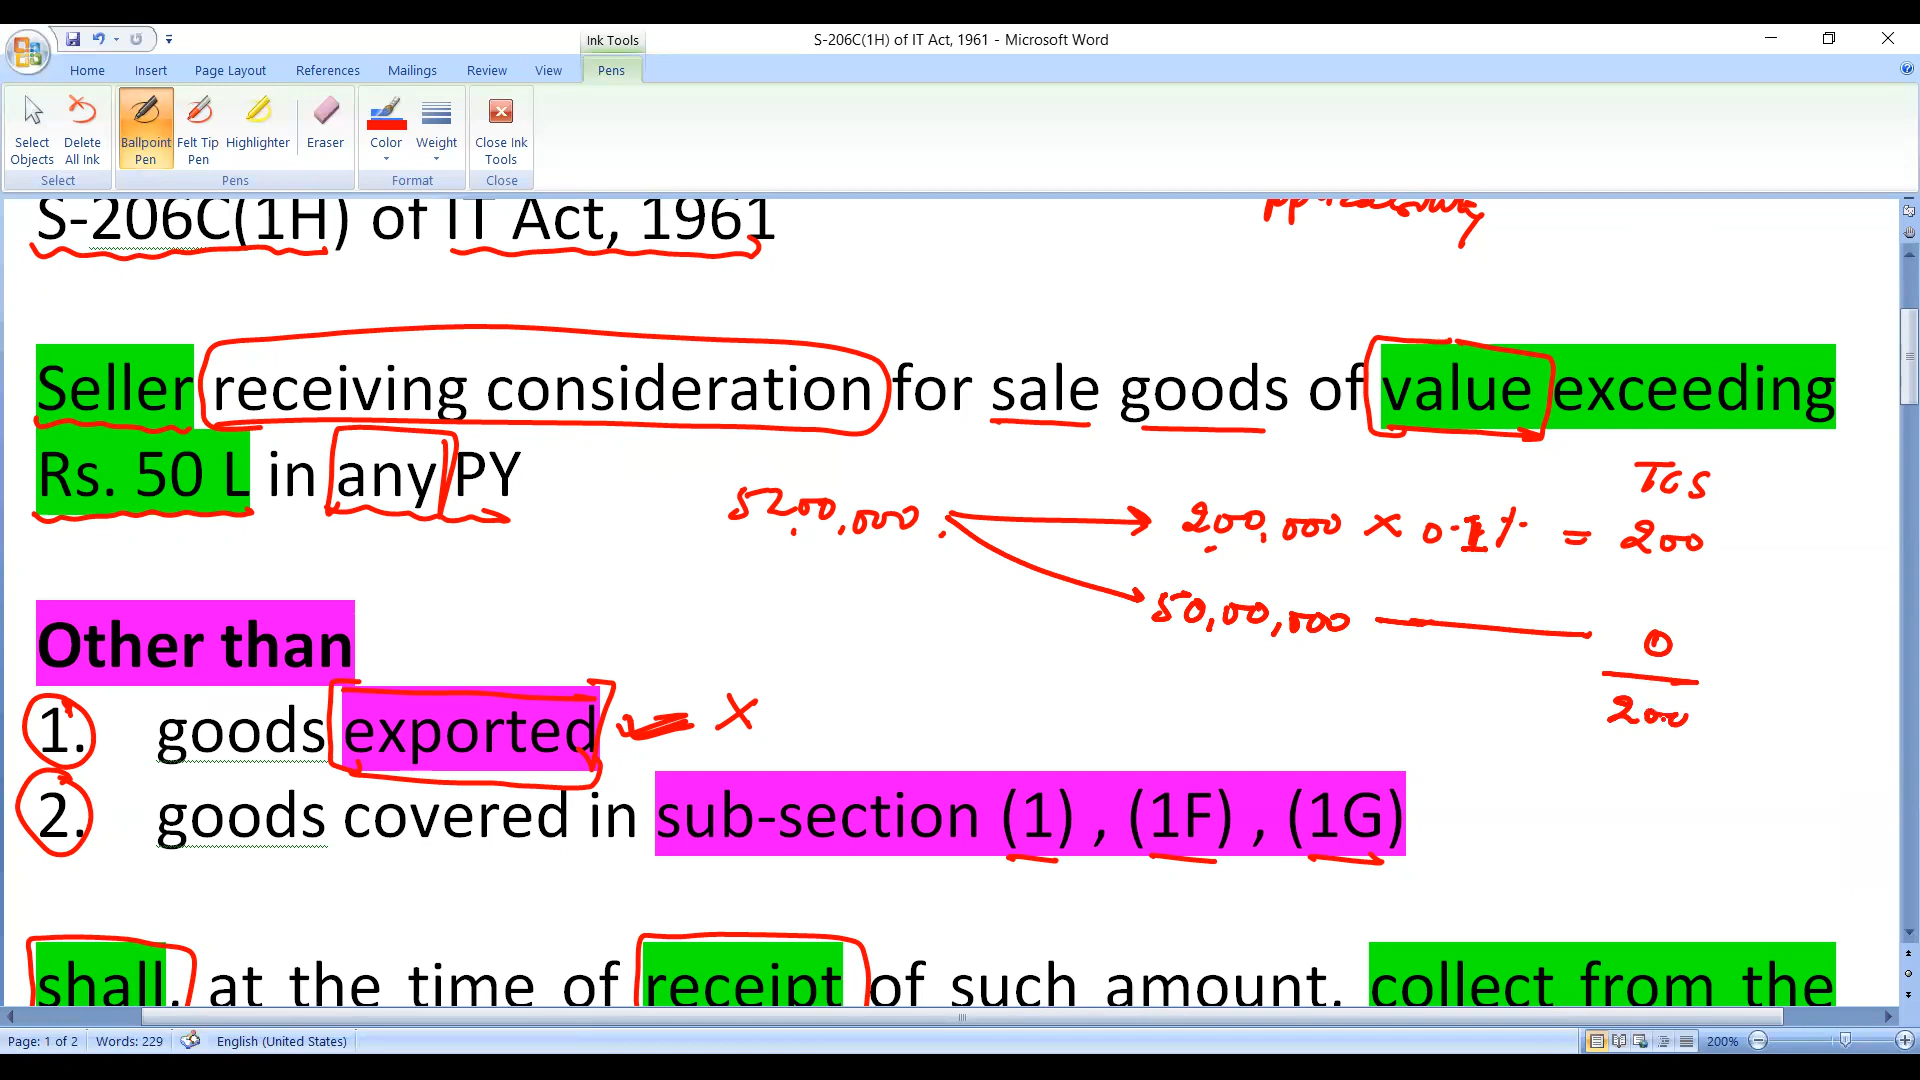 Ink Tools
S-206C(1H) of IT Act, 1961 - Microsoft Word
Home Insert Page Layout References Mailings Review View Pens
Select Objects
Delete All Ink
Ballpoint Pen
Felt Tip Pen
Highlighter
Eraser
Color
Weight
Close Ink Tools
Select Pens Format Close
S-206C(1H) of IT Act, 1961
Seller receiving consideration for sale goods of value exceeding
Rs. 50 L in any PY
TCS
52,00,000 200,000 × 0.1% = 200
50,00,000 0
200
Other than
1. goods exported ×
2. goods covered in sub-section (1) , (1F) , (1G)
shall, at the time of receipt of such amount, collect from the
Page: 1 of 2 Words: 229 English (United States) 200%